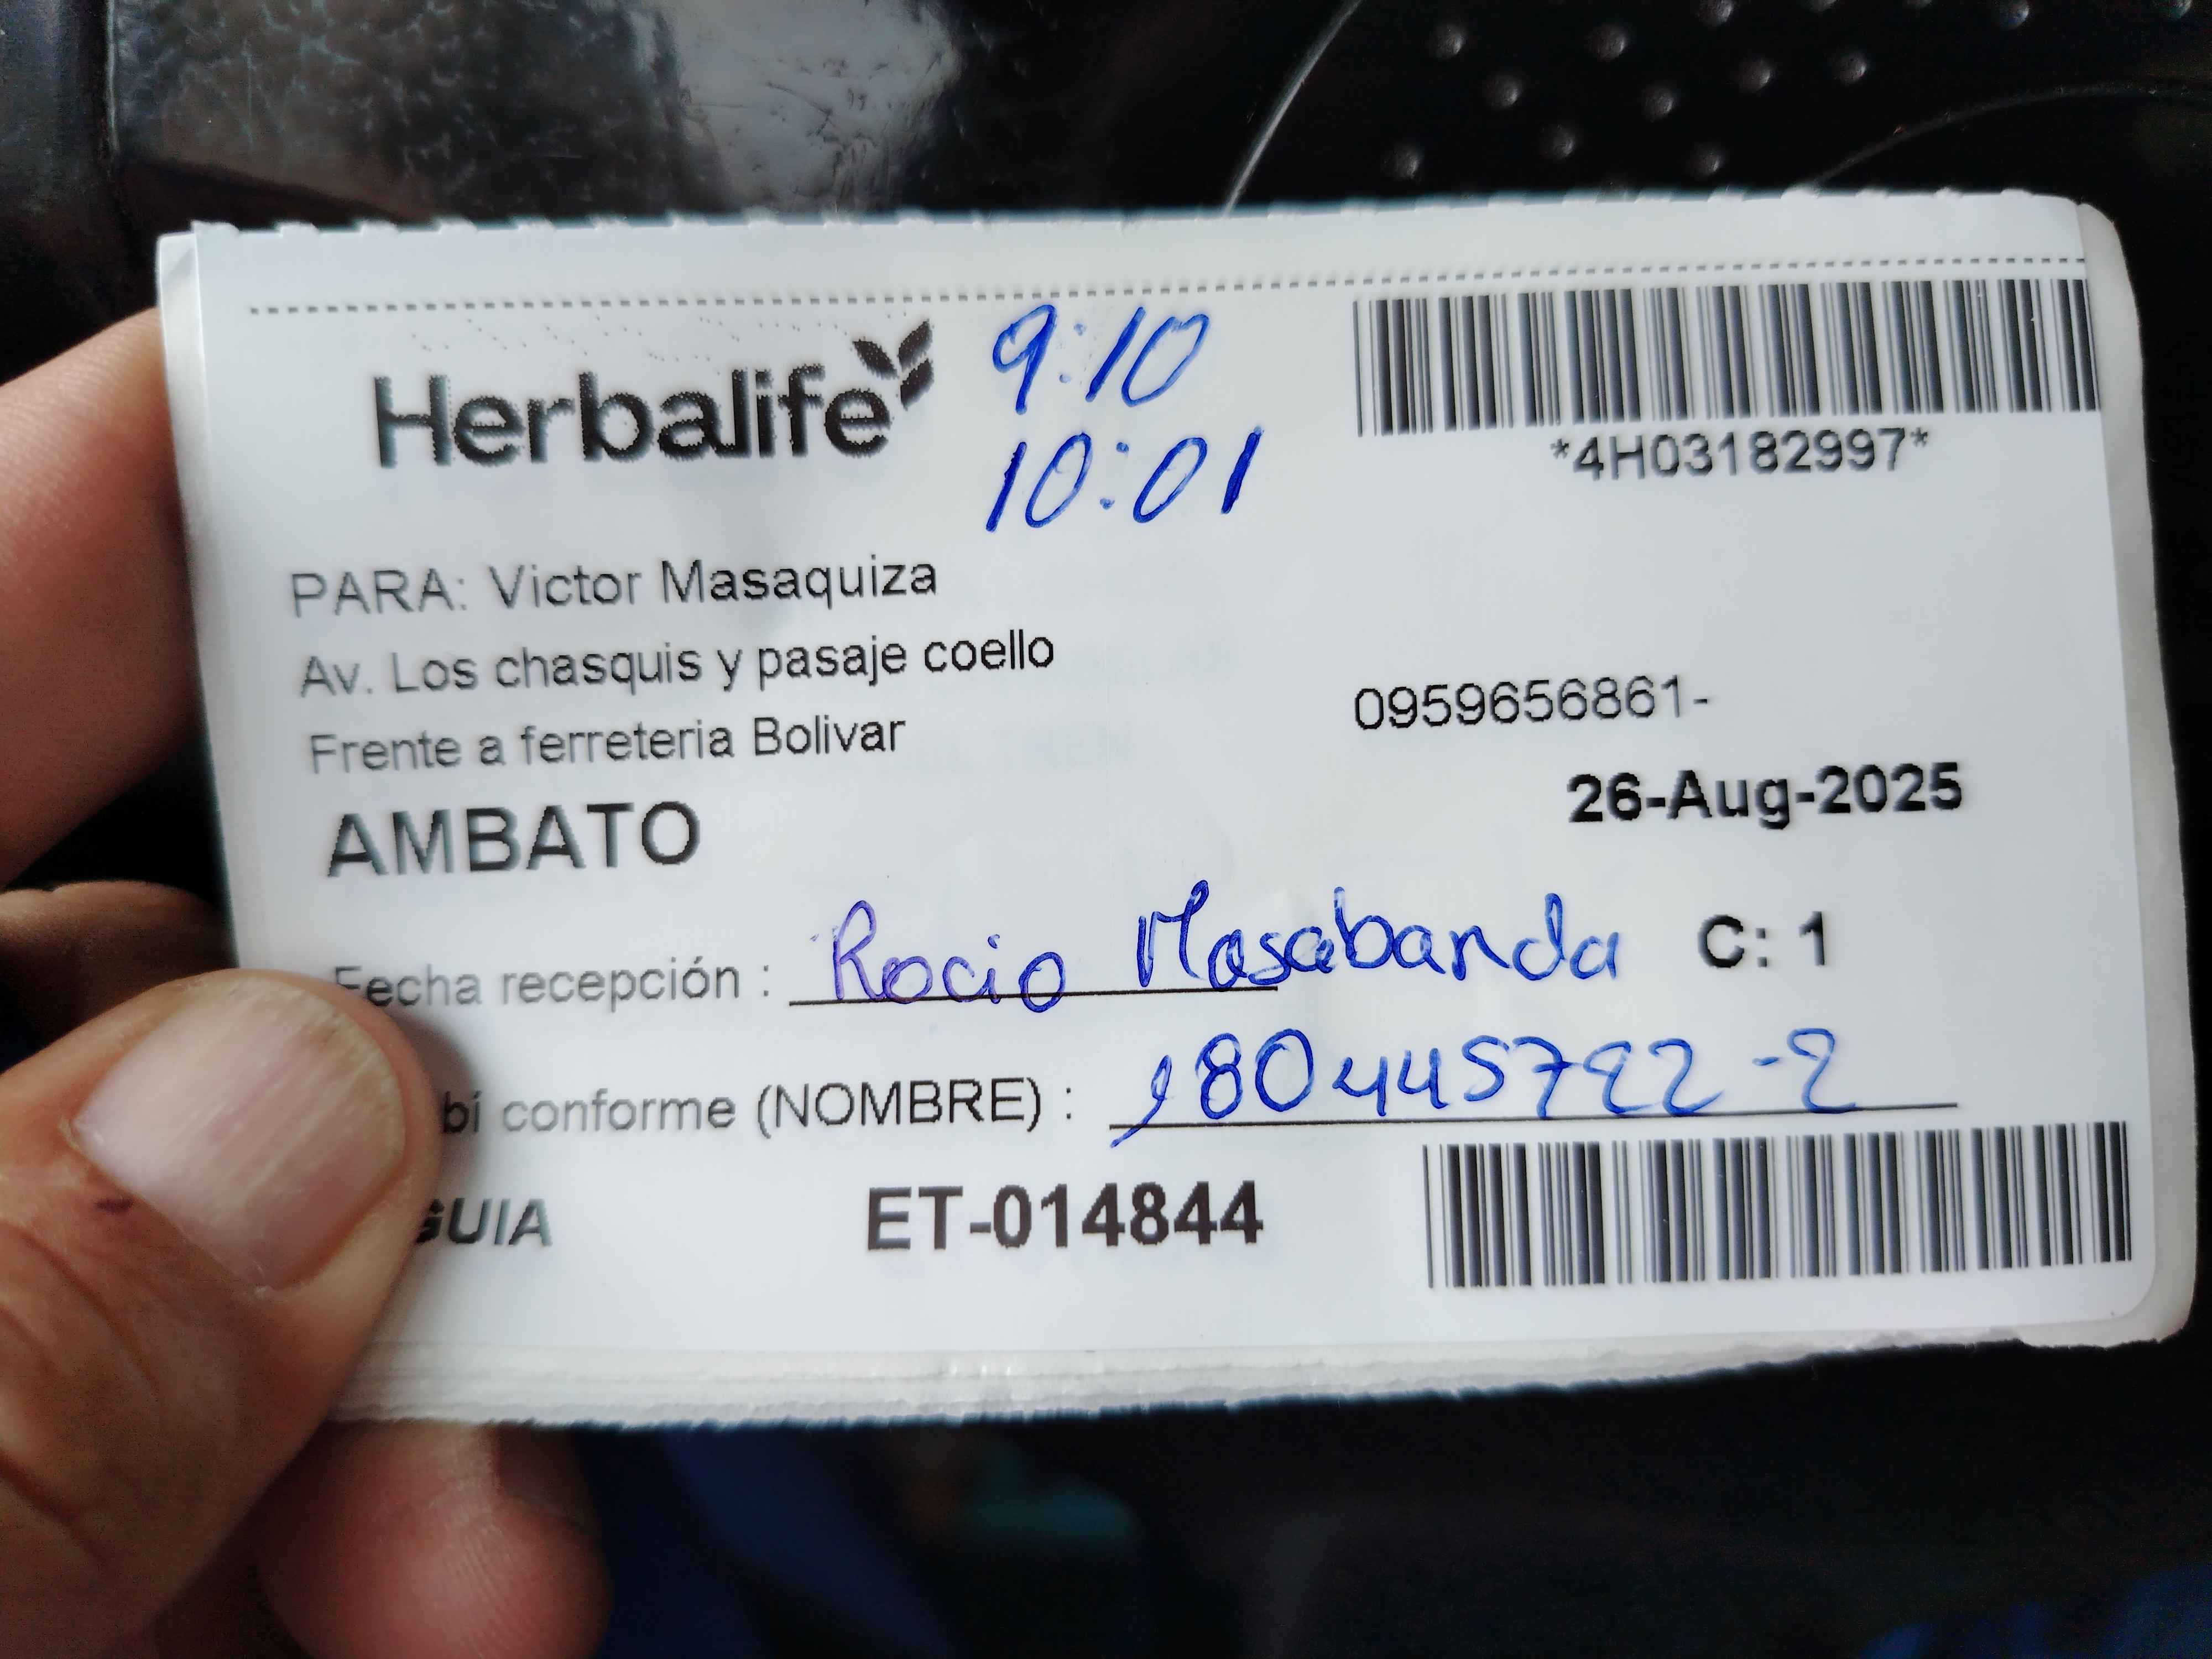 Herbalife
9:10
10:01
*4H03182997*
PARA: Victor Masaquiza
Av. Los chasquis y pasaje coello
Frente a ferreteria Bolivar
0959656861-
AMBATO
26-Aug-2025
Fecha recepción : Rocio Masabanda C: 1
bí conforme (NOMBRE) : 180445722-2
GUIA ET-014844